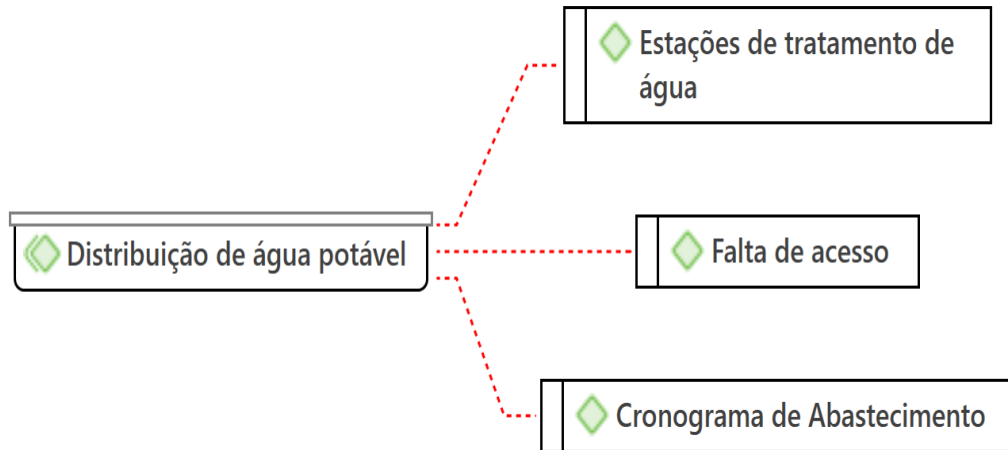 Estações de tratamento de
água
Distribuição de água potável
Falta de acesso
Cronograma de Abastecimento